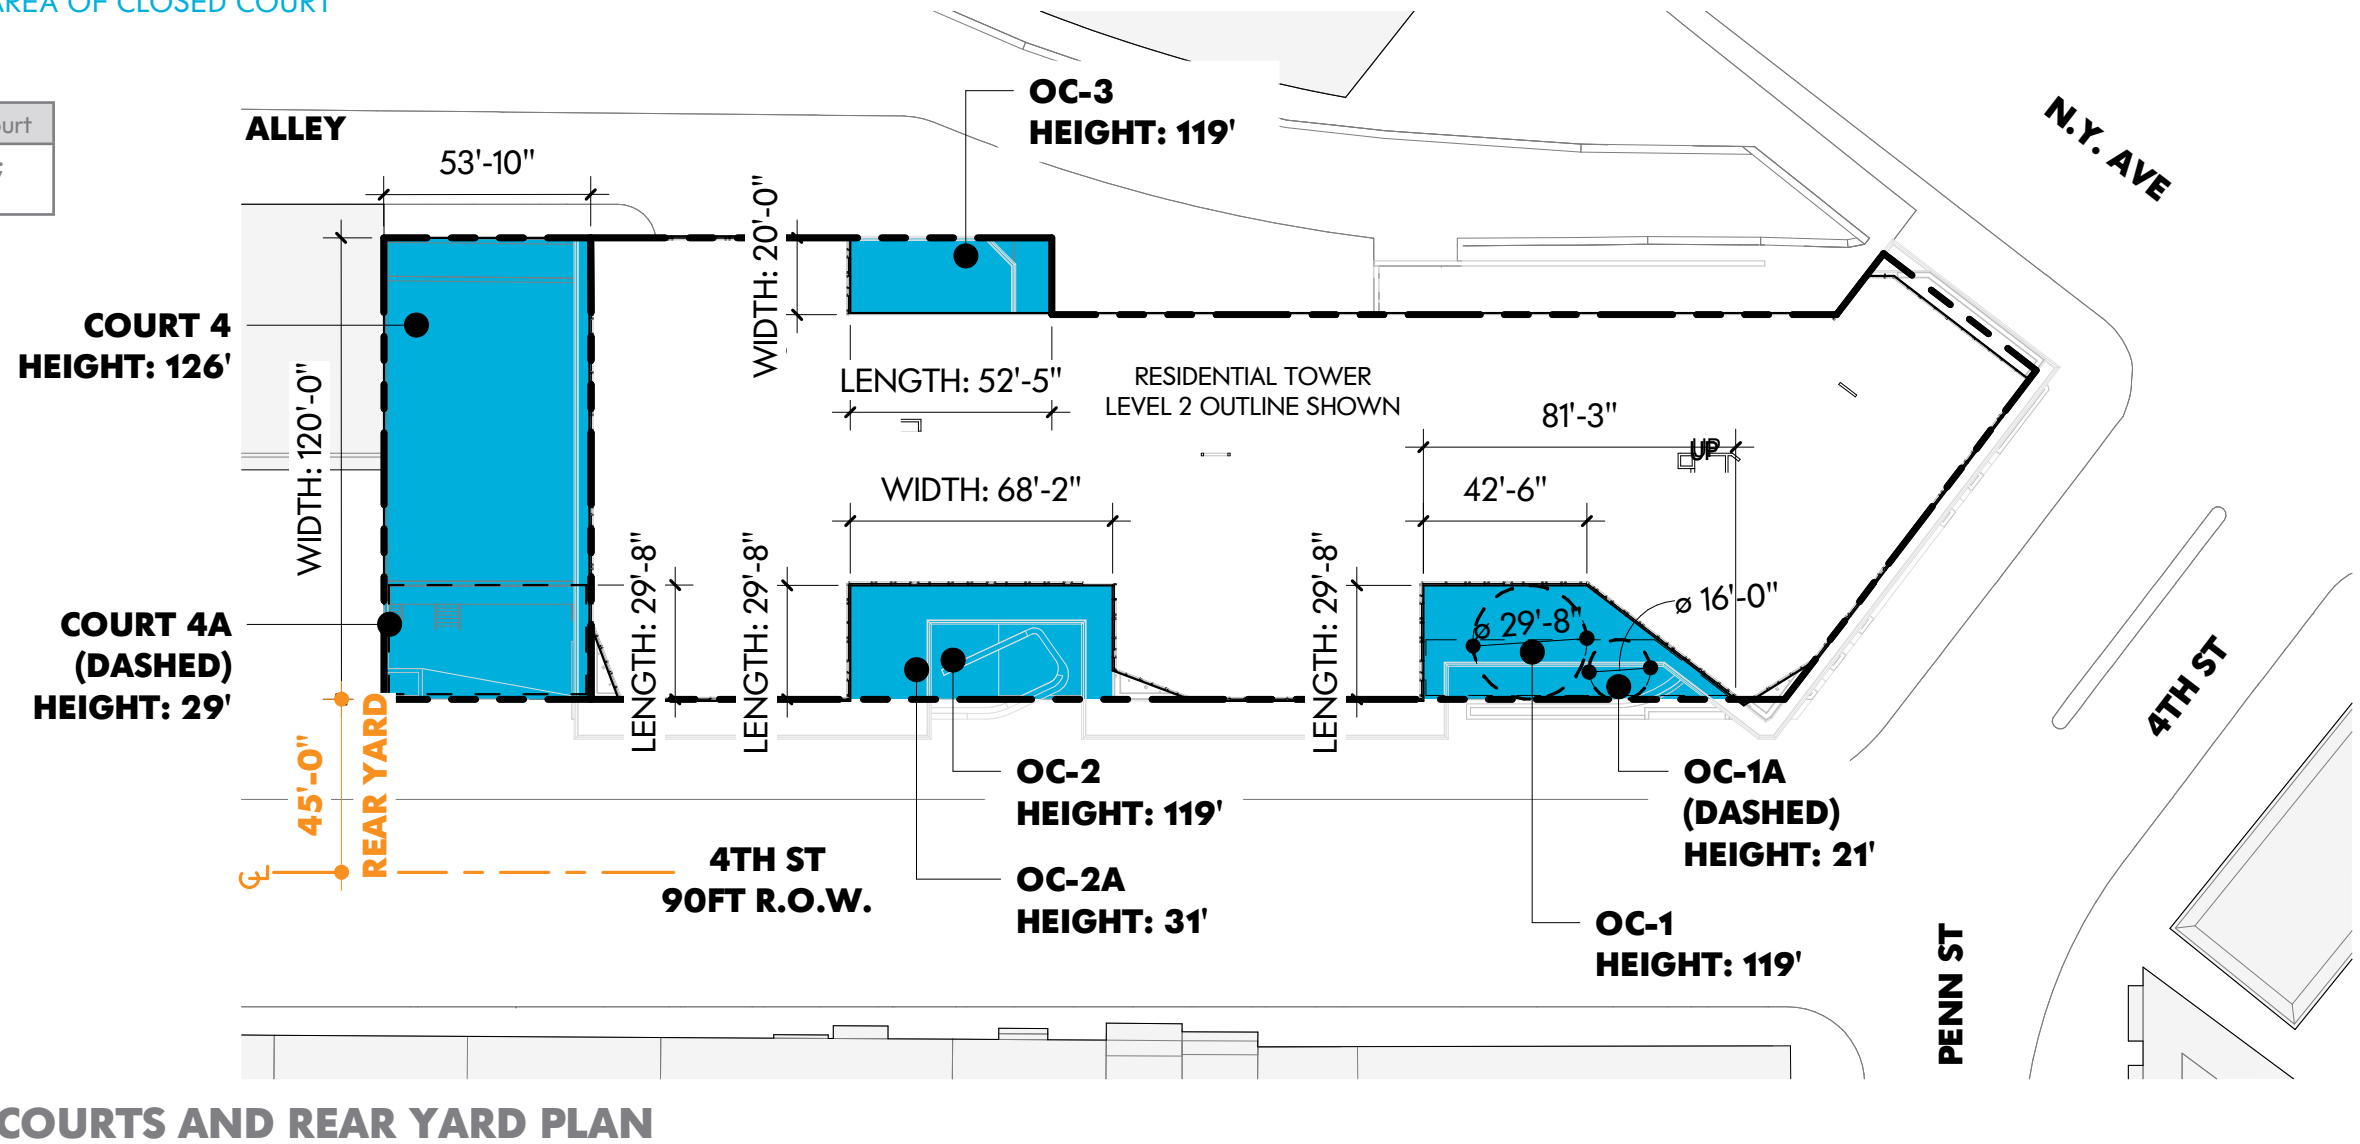 AREA OF CLOSED COURT
ALLEY
53'-10"
OC-3
HEIGHT: 119'
N.Y. AVE
WIDTH: 20'-0"
COURT 4
HEIGHT: 126'
WIDTH: 120'-0"
LENGTH: 52'-5"
RESIDENTIAL TOWER
LEVEL 2 OUTLINE SHOWN
81'-3"
UP
WIDTH: 68'-2"
42'-6"
LENGTH: 29'-8"
LENGTH: 29'-8"
LENGTH: 29'-8"
ø 29'-8"
ø 16'-0"
COURT 4A
(DASHED)
HEIGHT: 29'
4TH ST
45'-0"
REAR YARD
OC-2
HEIGHT: 119'
OC-1A
(DASHED)
HEIGHT: 21'
4TH ST
90FT R.O.W.
OC-2A
HEIGHT: 31'
OC-1
HEIGHT: 119'
PENN ST
COURTS AND REAR YARD PLAN